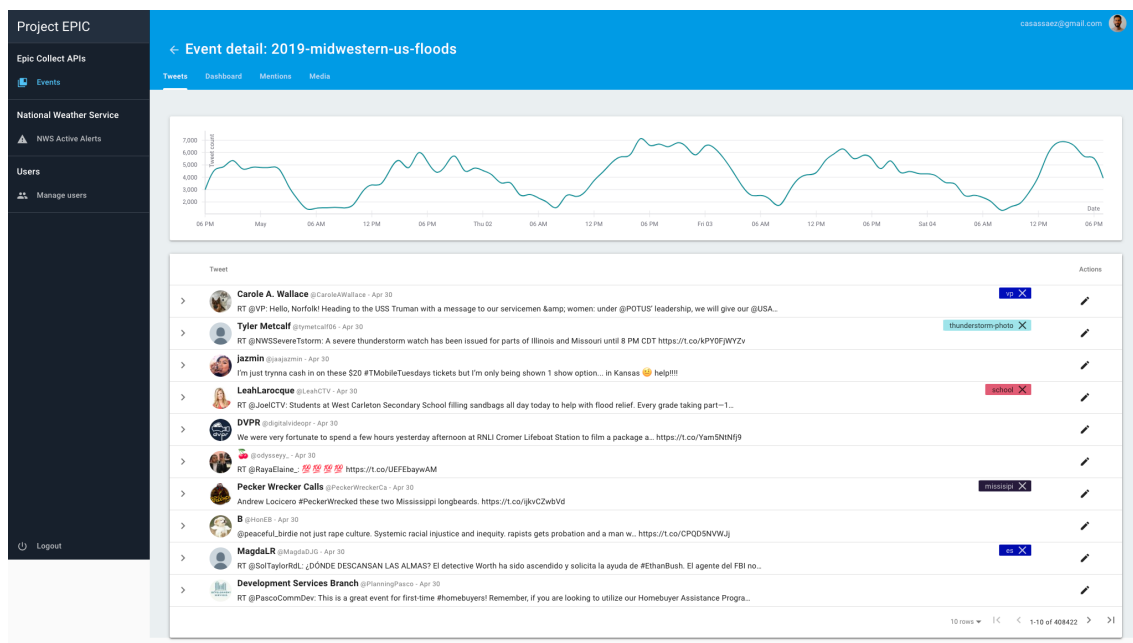 Project EPIC
casassaez@gmail.com
Epic Collect APIs
Events
National Weather Service
NWS Active Alerts
Users
Manage users
Logout
← Event detail: 2019-midwestern-us-floods
Tweets Dashboard Mentions Media
7,000
6,000
5,000
4,000
3,000
2,000
Tweet count
Date
06 PM May 06 AM 12 PM 06 PM Thu 02 06 AM 12 PM 06 PM Fri 03 06 AM 12 PM 06 PM Sat 04 06 AM 12 PM 06 PM
Tweet Actions
Carole A. Wallace @CaroleAWallace - Apr 30 vp X
RT @VP: Hello, Norfolk! Heading to the USS Truman with a message to our servicemen &amp; women: under @POTUS' leadership, we will give our @USA...
Tyler Metcalf @tymetcalf06 - Apr 30 thunderstorm-photo X
RT @NWSSevereTstorm: A severe thunderstorm watch has been issued for parts of Illinois and Missouri until 8 PM CDT https://t.co/kPY0FjWYZv
jazmin @jaajazmin - Apr 30
I'm just trynna cash in on these $20 #TMobileTuesdays tickets but I'm only being shown 1 show option... in Kansas 🤨 help!!!!
LeahLarocque @LeahCTV - Apr 30 school X
RT @JoelCTV: Students at West Carleton Secondary School filling sandbags all day today to help with flood relief. Every grade taking part—1...
DVPR @digitalvideopr - Apr 30
We were very fortunate to spend a few hours yesterday afternoon at RNLI Cromer Lifeboat Station to film a package a... https://t.co/Yam5NtNfj9
🍒 @odysseyy_ - Apr 30
RT @RayaElaine_: 💯 💯 💯 💯 https://t.co/UEFEbaywAM
Pecker Wrecker Calls @PeckerWreckerCa - Apr 30 missisipi X
Andrew Locicero #PeckerWrecked these two Mississippi longbeards. https://t.co/ijkvCZwbVd
B @HonEB - Apr 30
@peaceful_birdie not just rape culture. Systemic racial injustice and inequity. rapists gets probation and a man w... https://t.co/CPQD5NVWJj
MagdaLR @MagdaDJG - Apr 30 es X
RT @SolTaylorRdL: ¿DÓNDE DESCANSAN LAS ALMAS? El detective Worth ha sido ascendido y solicita la ayuda de #EthanBush. El agente del FBI no...
Development Services Branch @PlanningPasco - Apr 30
RT @PascoCommDev: This is a great event for first-time #homebuyers! Remember, if you are looking to utilize our Homebuyer Assistance Progra...
10 rows 1-10 of 408422